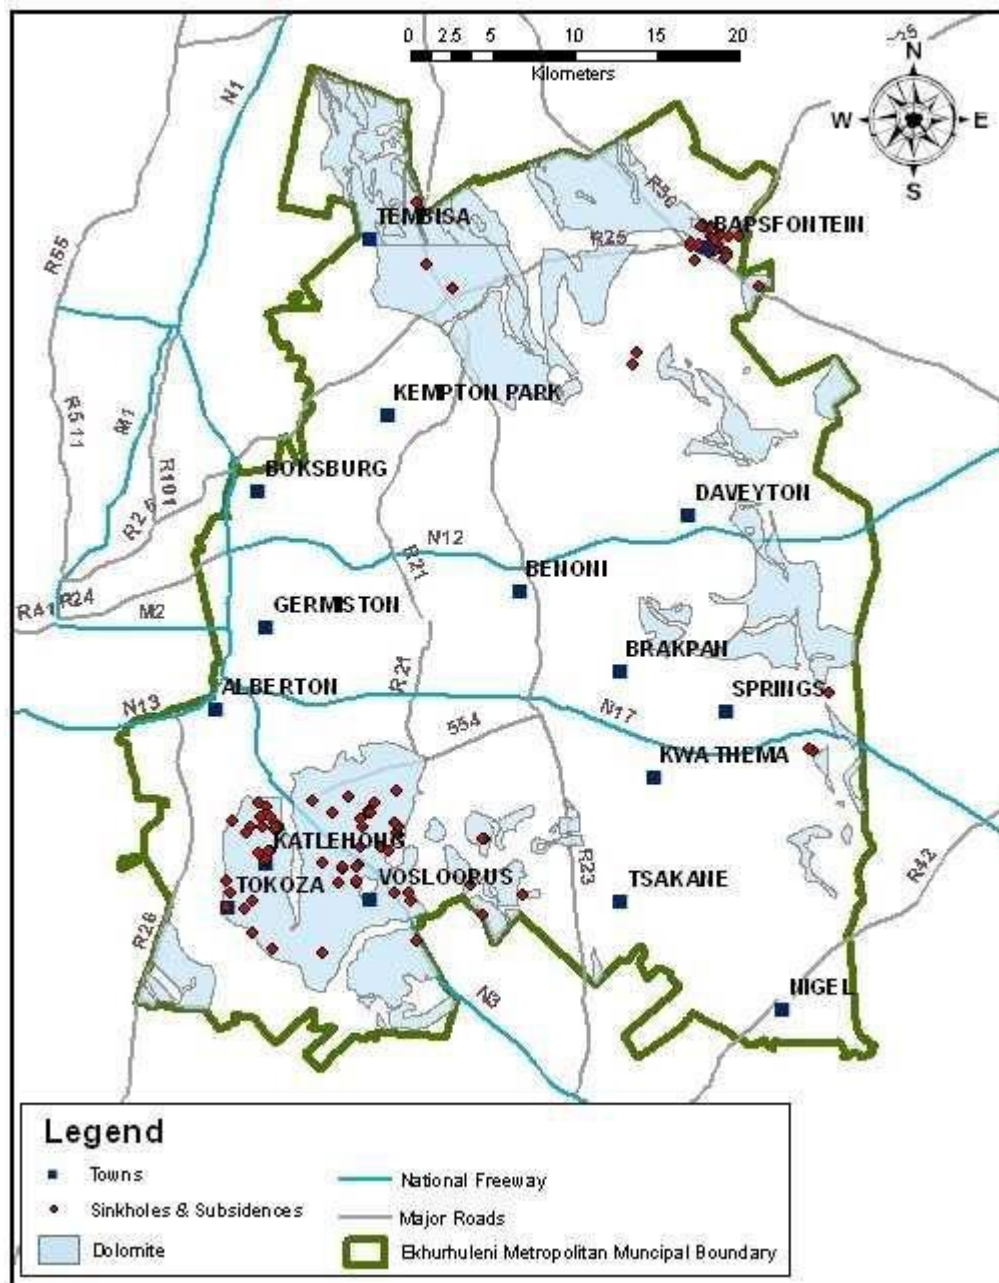 0 2.5 5 10 15 20
Kilometers
N
W E
S
N1
R55
TEMBISA
R50
BAPSFONTEIN
R25
KEMPTON PARK
R511
M1
R101
R25
BOKSBURG
DAVEYTON
N12
R21
BENONI
R24
R41
M2
GERMISTON
BRAKPAN
R21
ALBERTON
SPRINGS
N13
N17
554
KWA THEMA
KATLEHONG
R23
R42
TOKOZA
VOSLOORUS
TSAKANE
R26
N3
NIGEL
Legend
Towns
Sinkholes & Subsidences
Dolomite
National Freeway
Major Roads
Ekhurhuleni Metropolitan Muncipal Boundary